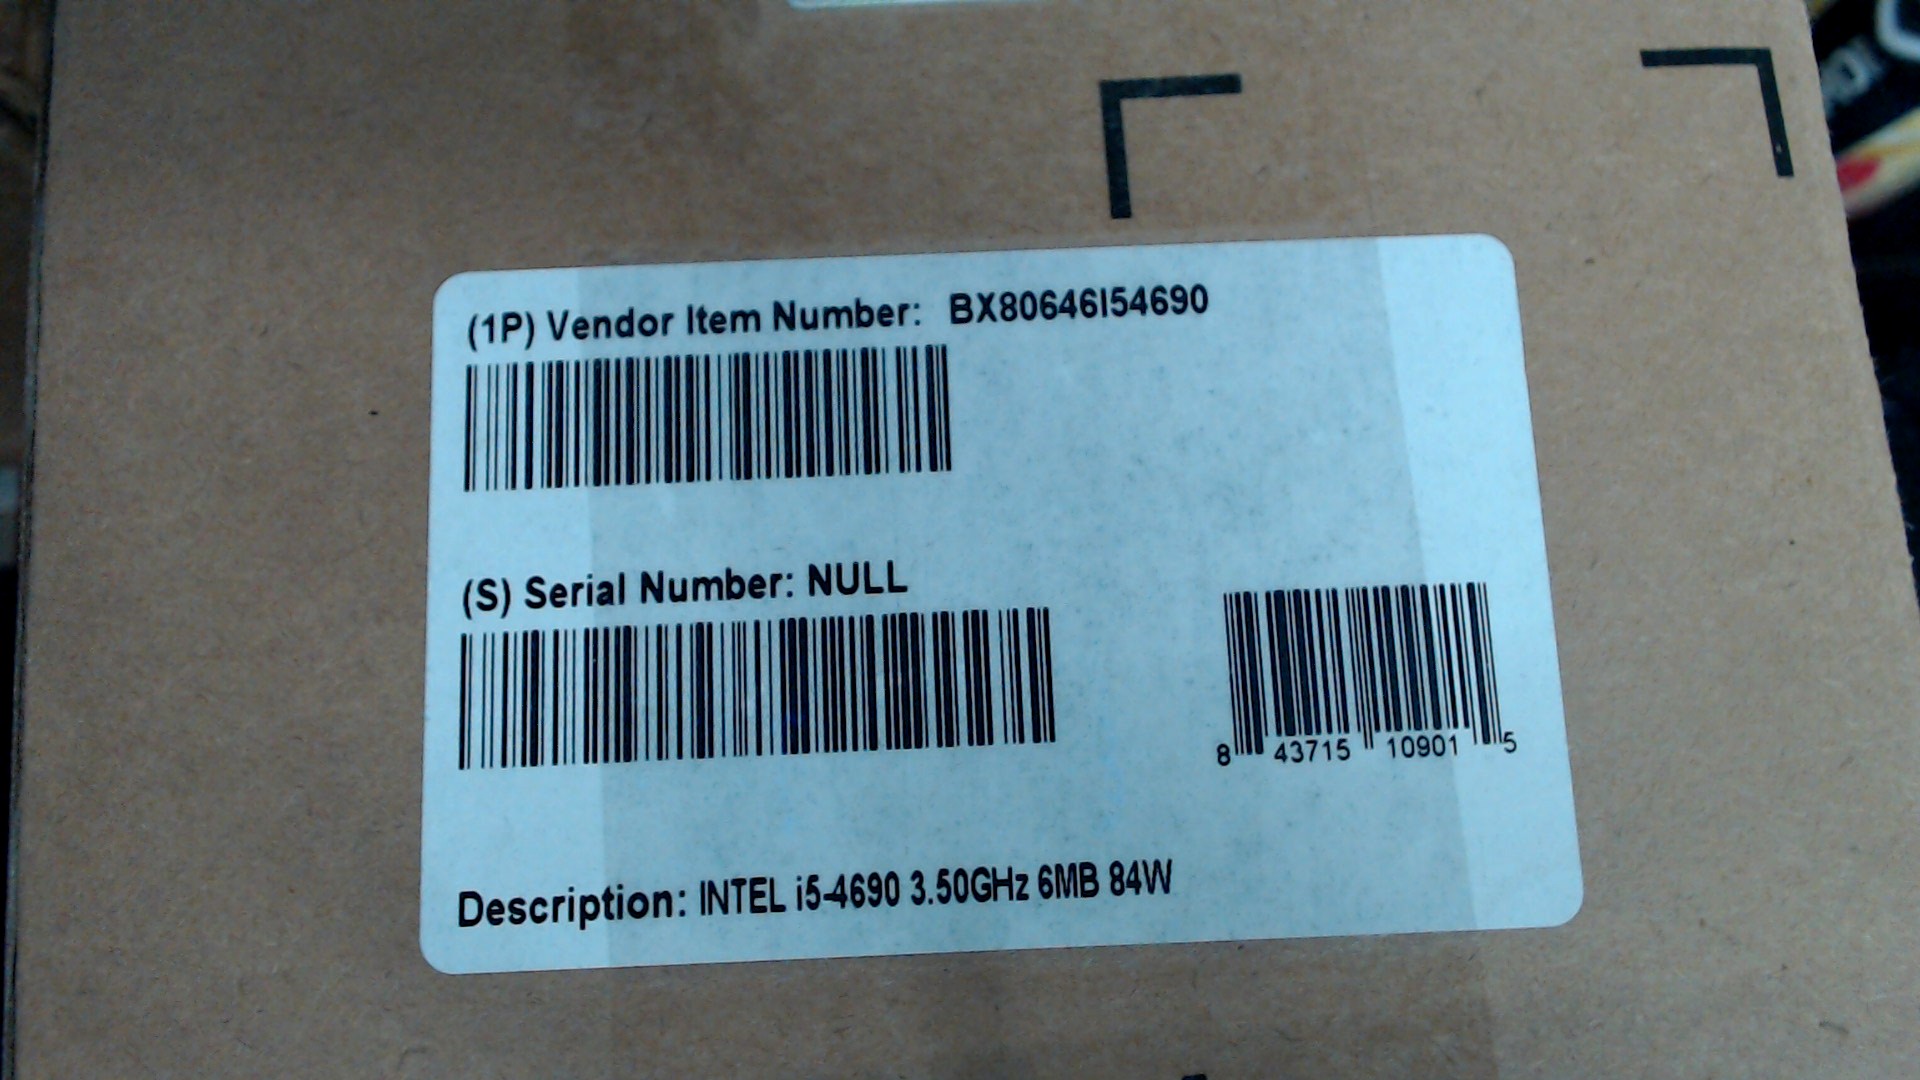 (1P) Vendor Item Number: BX80646I54690
(S) Serial Number: NULL
8 43715 10901 5
Description: INTEL i5-4690 3.50GHz 6MB 84W